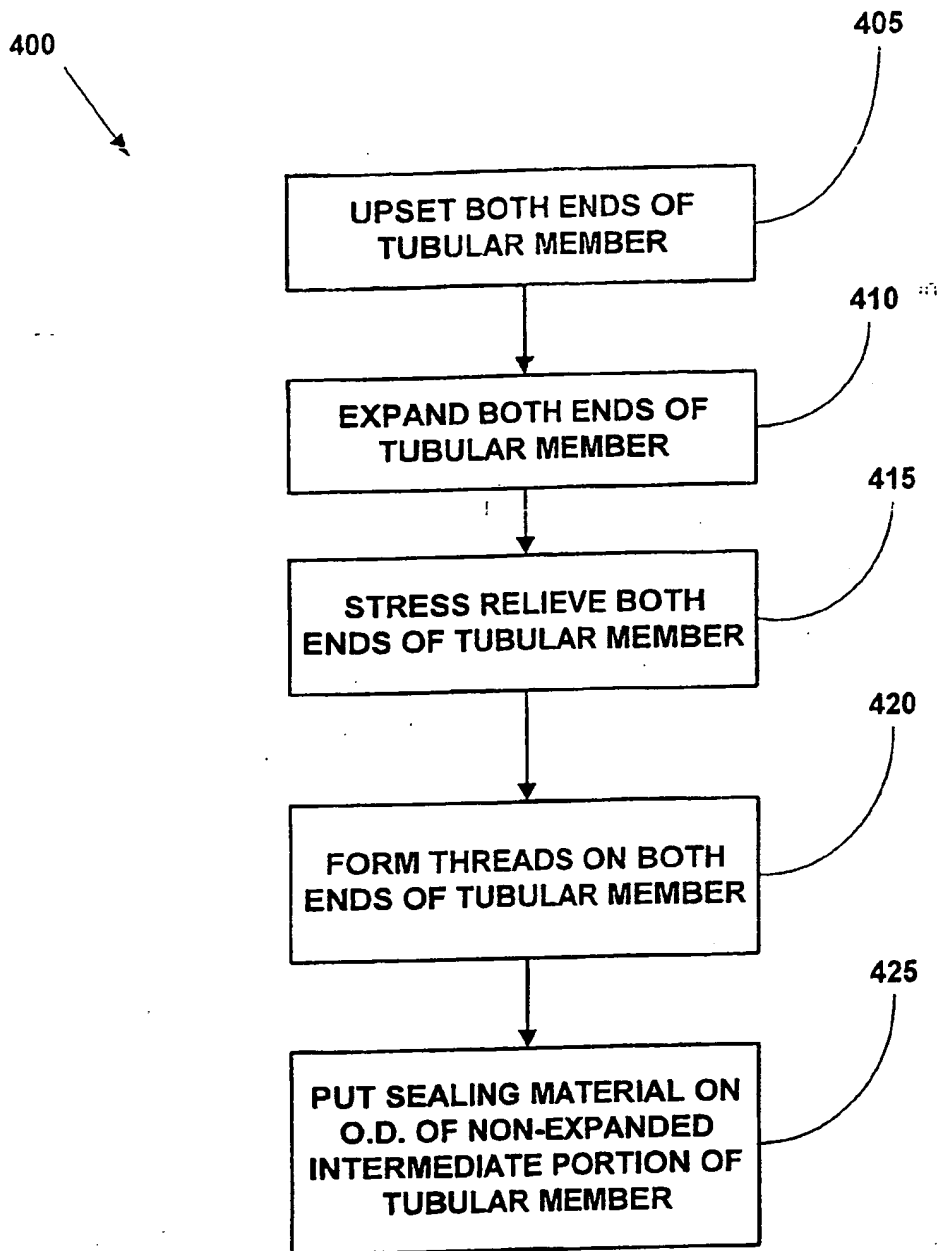 400
405
UPSET BOTH ENDS OF
TUBULAR MEMBER
410
EXPAND BOTH ENDS OF
TUBULAR MEMBER
415
STRESS RELIEVE BOTH
ENDS OF TUBULAR MEMBER
420
FORM THREADS ON BOTH
ENDS OF TUBULAR MEMBER
425
PUT SEALING MATERIAL ON
O.D. OF NON-EXPANDED
INTERMEDIATE PORTION OF
TUBULAR MEMBER